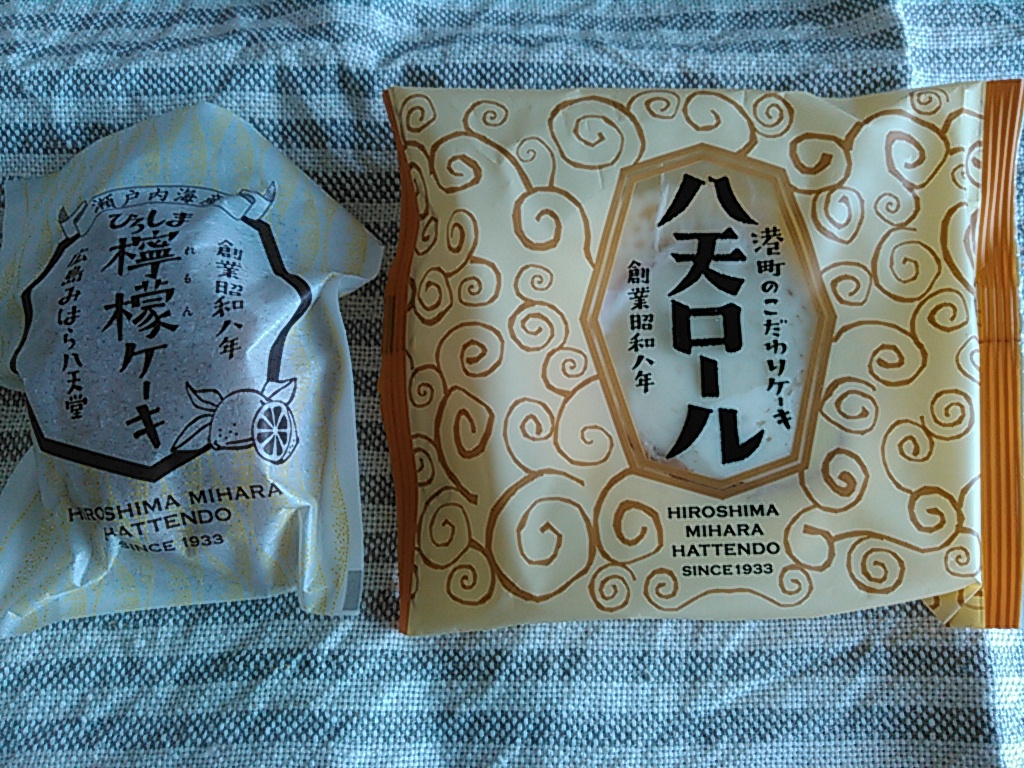 瀬戸内海産
ひろしま
檸檬ケーキ
れもん
創業昭和八年
広島みはら八天堂
HIROSHIMA MIHARA
HATTENDO
SINCE 1933
港町のこだわりケーキ
八天ロール
創業昭和八年
HIROSHIMA
MIHARA
HATTENDO
SINCE1933